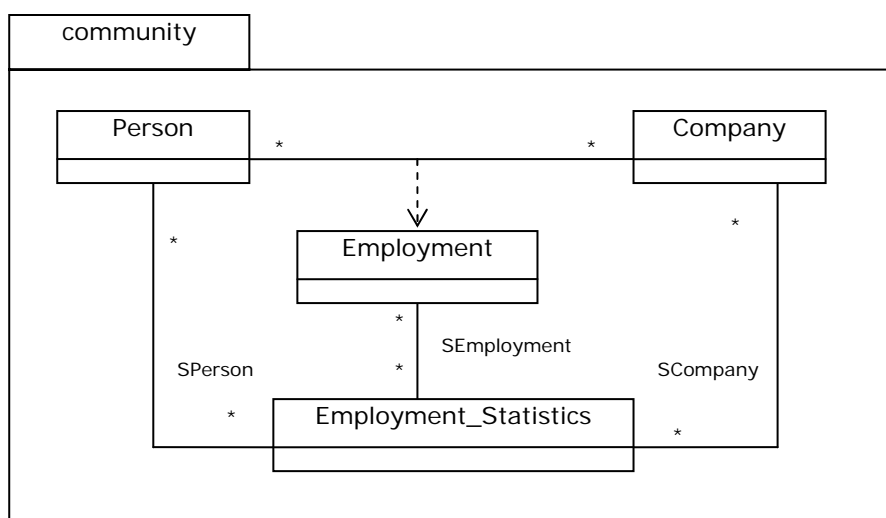 community
Person
Company
*
*
*
*
Employment
*
SEmployment
SPerson
*
SCompany
*
Employment_Statistics
*